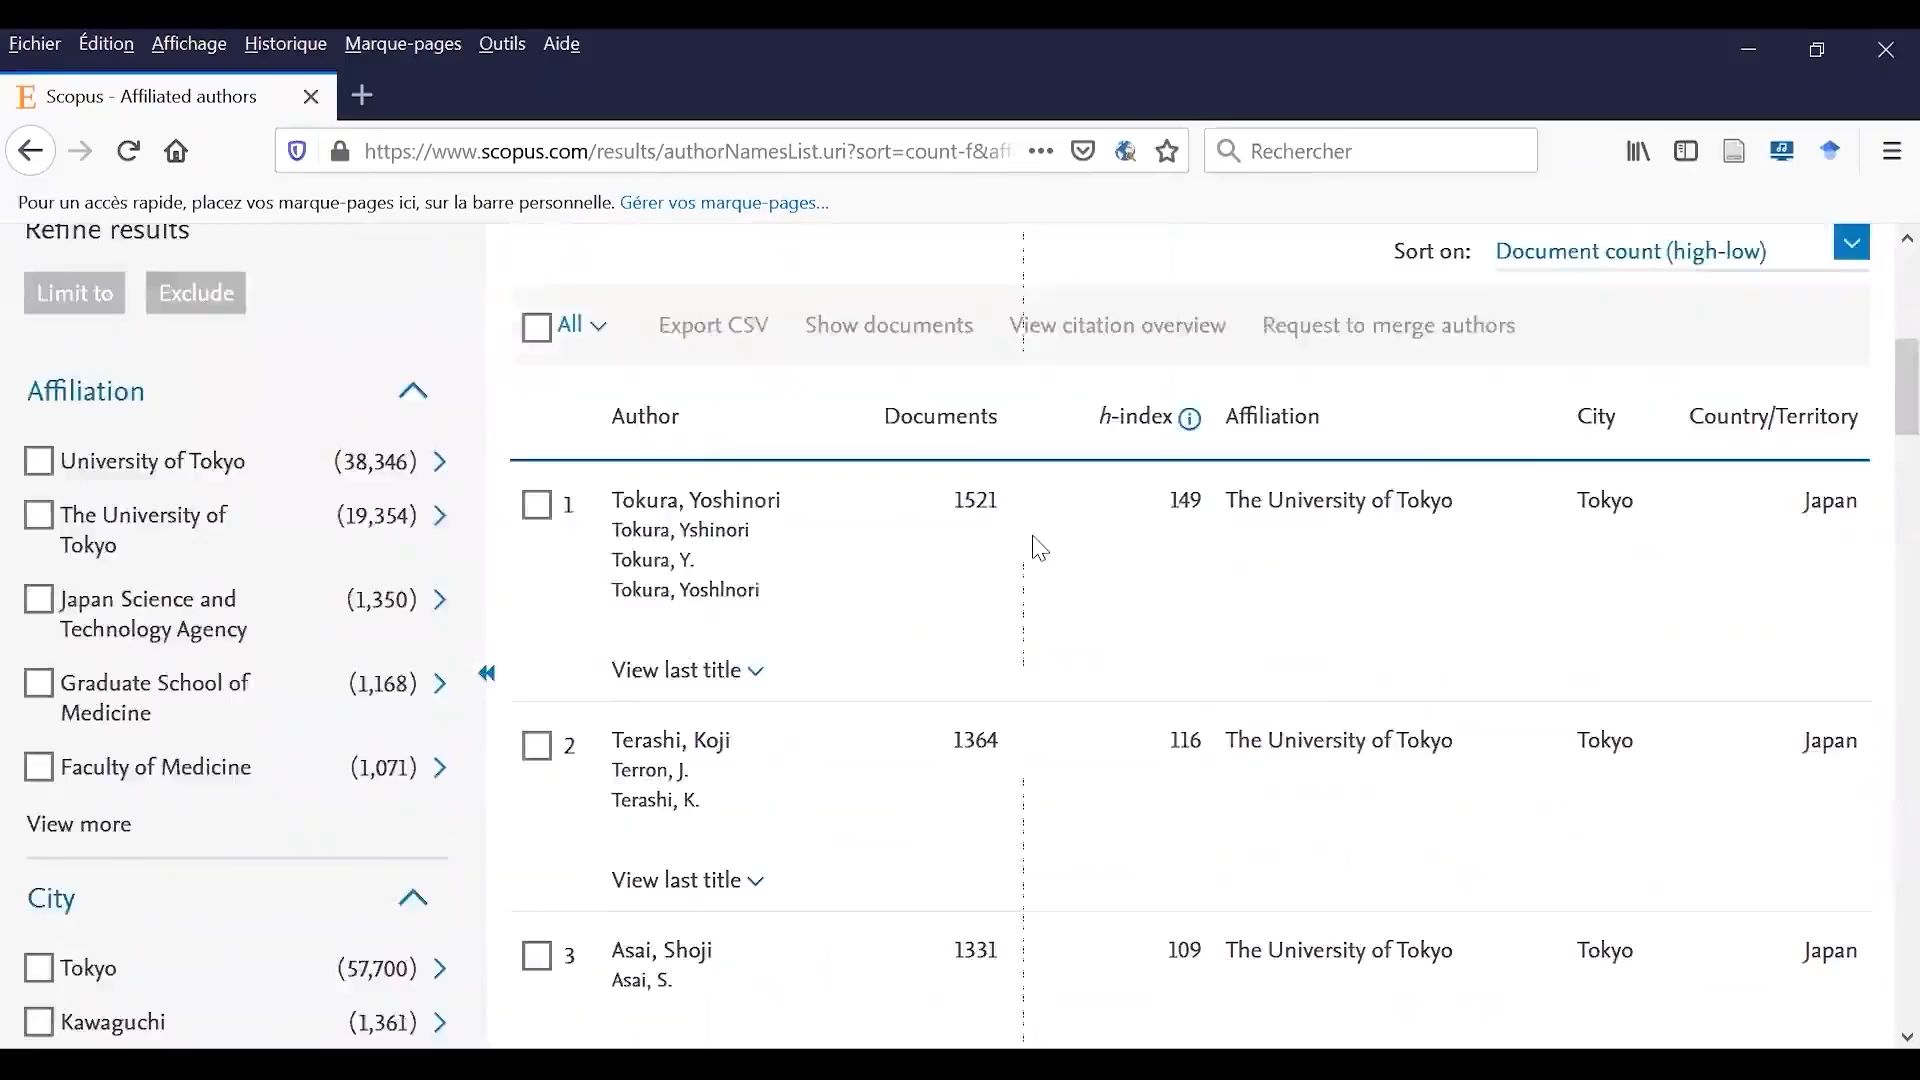 Fichier Édition Affichage Historique Marque-pages Outils Aide
Scopus - Affiliated authors
https://www.scopus.com/results/authorNamesList.uri?sort=count-f&aff
Rechercher
Pour un accès rapide, placez vos marque-pages ici, sur la barre personnelle. Gérer vos marque-pages...
Refine results
Limit to Exclude
Affiliation
University of Tokyo (38,346)
The University of (19,354)
Tokyo
Japan Science and (1,350)
Technology Agency
Graduate School of (1,168)
Medicine
Faculty of Medicine (1,071)
View more
City
Tokyo (57,700)
Kawaguchi (1,361)
Sort on: Document count (high-low)
All Export CSV Show documents View citation overview Request to merge authors
Author Documents h-index Affiliation City Country/Territory
1 Tokura, Yoshinori 1521 149 The University of Tokyo Tokyo Japan
Tokura, Yshinori
Tokura, Y.
Tokura, Yoshlnori
View last title
2 Terashi, Koji 1364 116 The University of Tokyo Tokyo Japan
Terron, J.
Terashi, K.
View last title
3 Asai, Shoji 1331 109 The University of Tokyo Tokyo Japan
Asai, S.